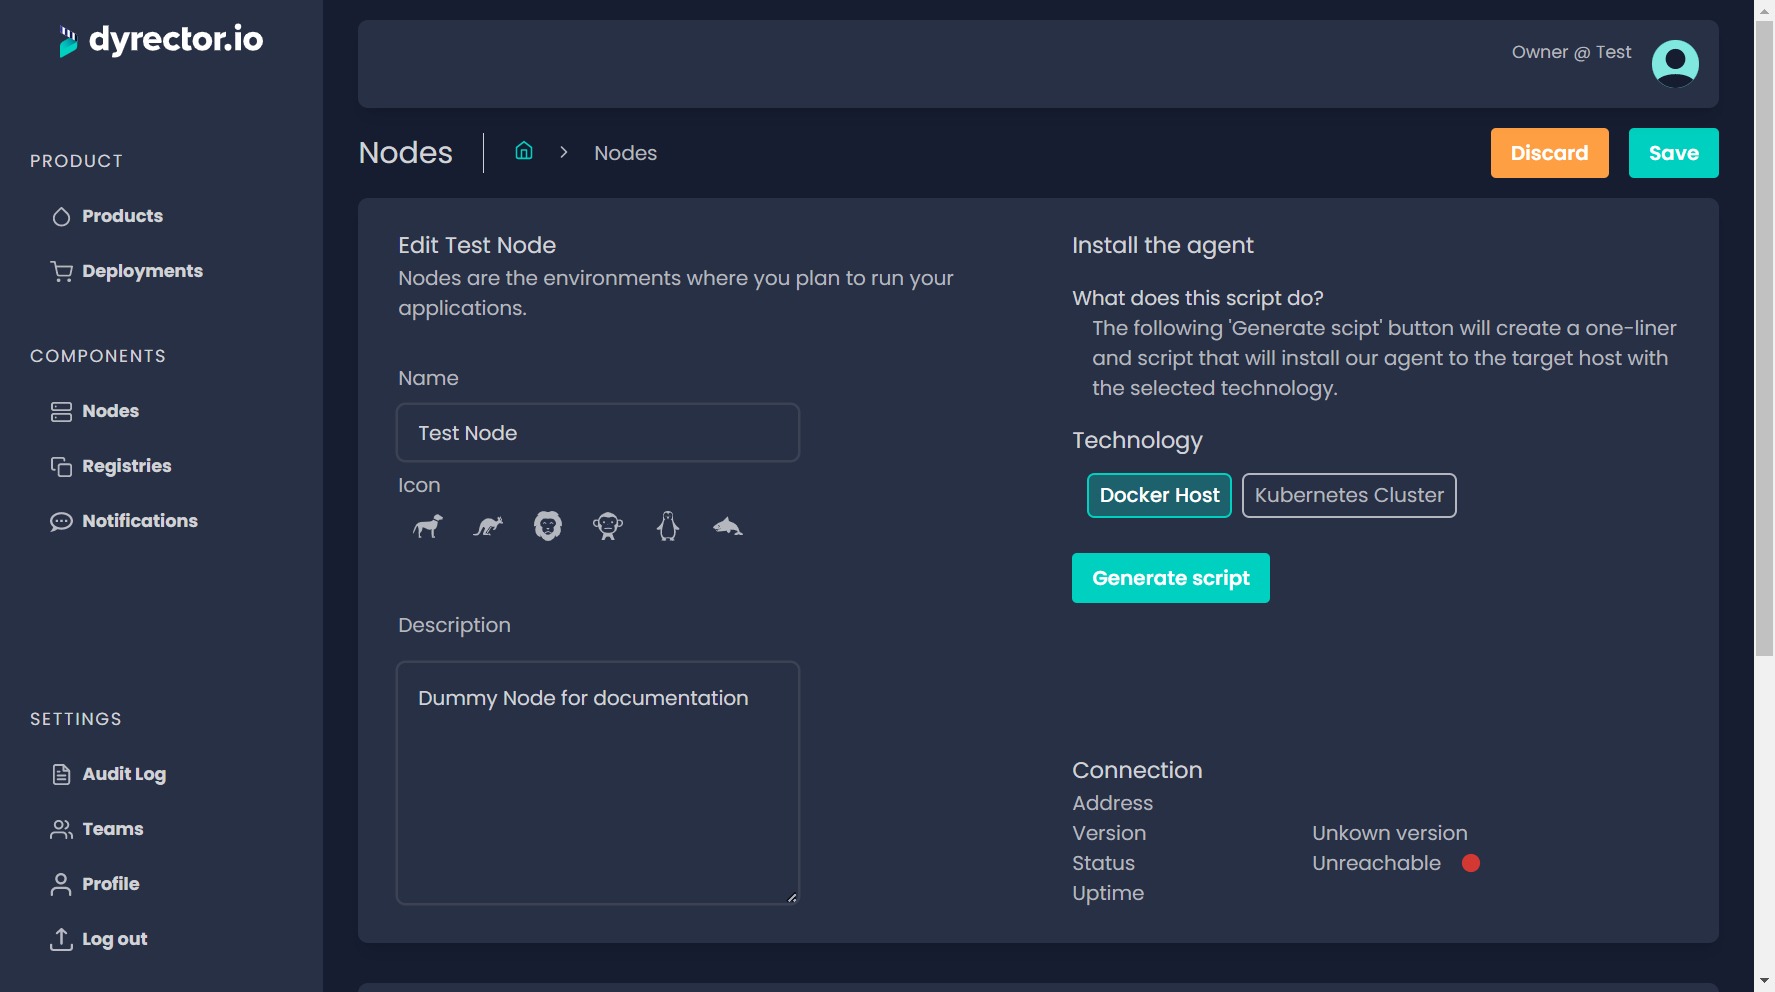 dyrector.io
PRODUCT
Products
Deployments
COMPONENTS
Nodes
Registries
Notifications
SETTINGS
Audit Log
Teams
Profile
Log out
Owner @ Test
Nodes
Nodes
Discard
Save
Edit Test Node
Nodes are the environments where you plan to run your
applications.
Name
Test Node
Icon
Description
Dummy Node for documentation
Install the agent
What does this script do?
The following 'Generate scipt' button will create a one-liner
and script that will install our agent to the target host with
the selected technology.
Technology
Docker Host
Kubernetes Cluster
Generate script
Connection
Address
Version Unkown version
Status Unreachable
Uptime